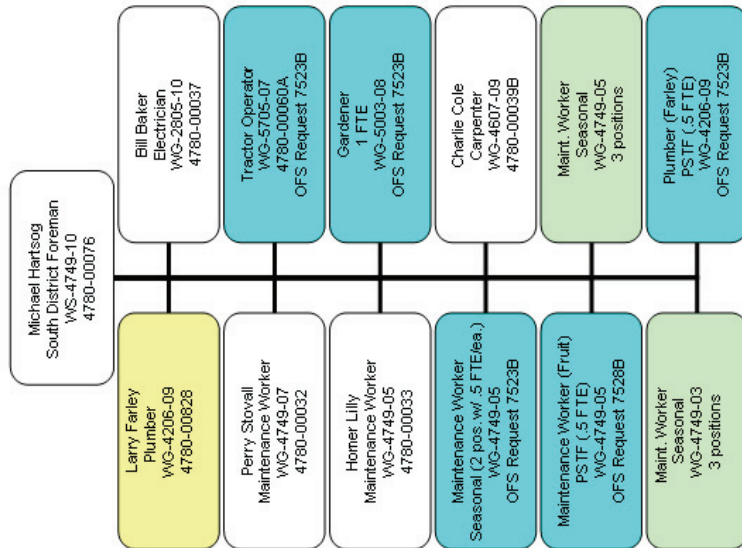 Michael Hartsog
South District Foreman
WS-4749-10
4780-00076
Larry Farley
Plumber
WG-4206-09
4780-00828
Bill Baker
Electrician
WG-2805-10
4780-00037
Perry Stovall
Maintenance Worker
WG-4749-07
4780-00032
Tractor Operator
WG-5705-07
4780-000060A
OFS Request 7523B
Homer Lilly
Maintenance Worker
WG-4749-05
4780-00033
Gardener
1 FTE
WG-5003-08
OFS Request 7523B
Maintenance Worker
Seasonal (2 pos. w/ .5 FTE/ea.)
WG-4749-05
OFS Request 7523B
Charlie Cole
Carpenter
WG-4607-09
4780-00039B
Maintenance Worker (Fruit)
PSTF (.5 FTE)
WG-4749-05
OFS Request 7528B
Maint. Worker
Seasonal
WG-4749-05
3 positions
Maint. Worker
Seasonal
WG-4749-03
3 positions
Plumber (Farley)
PSTF (.5 FTE)
WG-4206-09
OFS Request 7523B